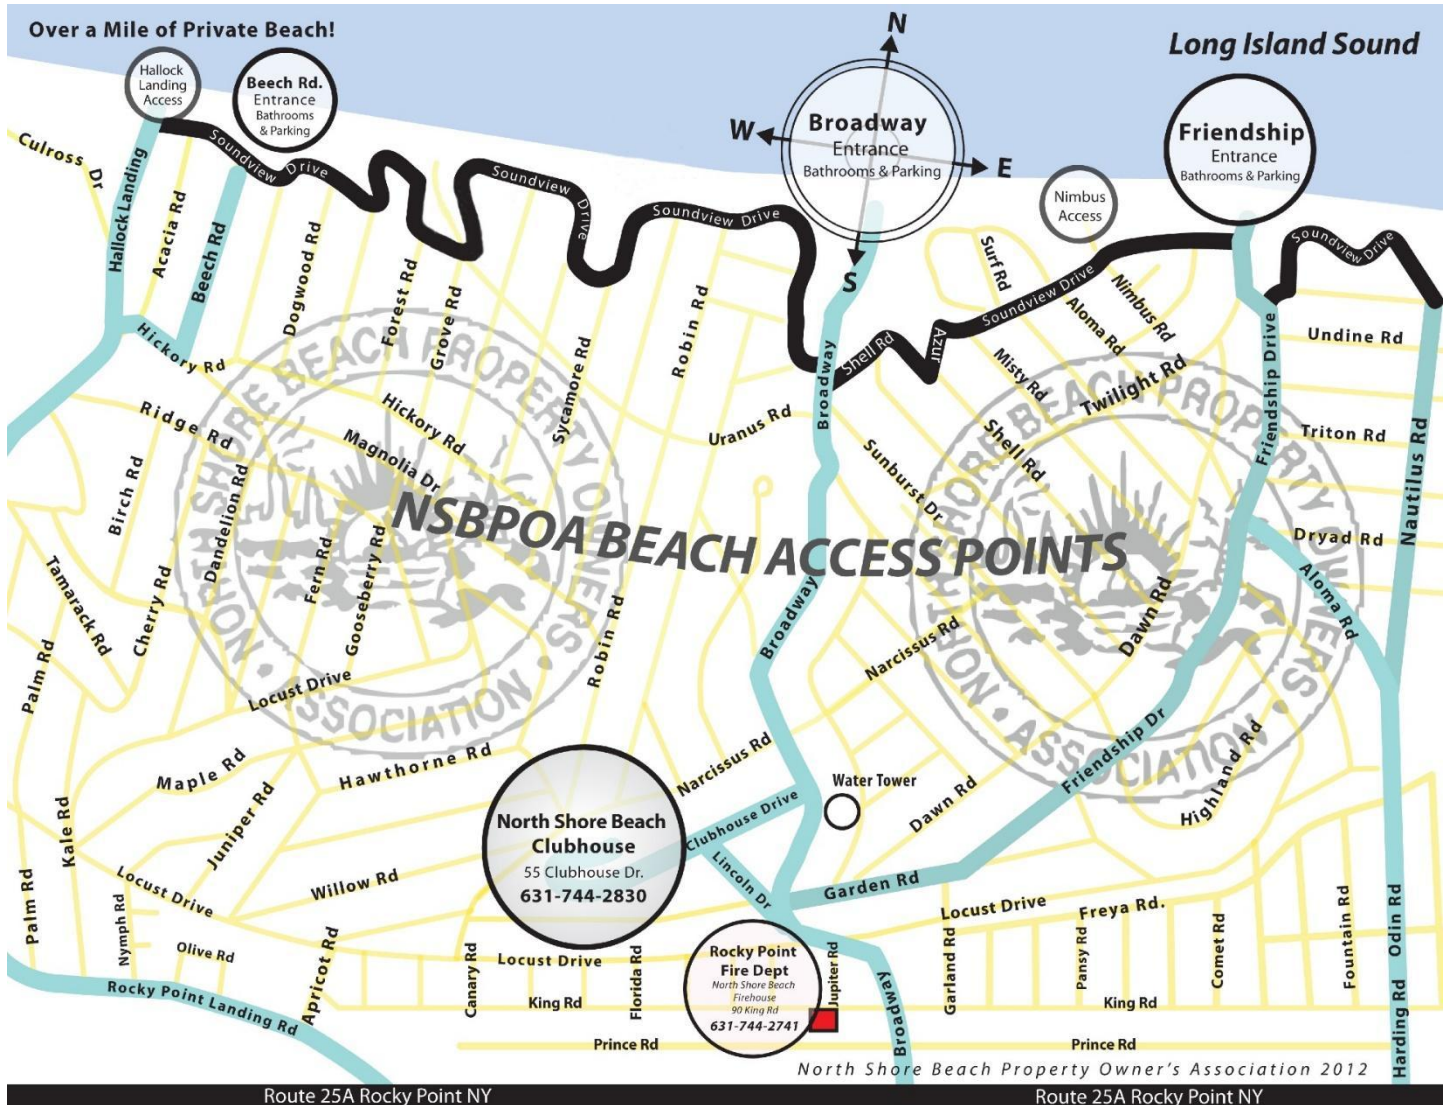 Over a Mile of Private Beach!
Long Island Sound
Hallock
Landing
Access
Beech Rd.
Entrance
Bathrooms
& Parking
N
W
E
S
Broadway
Entrance
Bathrooms & Parking
Friendship
Entrance
Bathrooms & Parking
Nimbus
Access
Culross Dr
Hallock Landing
Acacia Rd
Beech Rd
Soundview Drive
Soundview Drive
Soundview Drive
Soundview Drive
Soundview Drive
Dogwood Rd
Forest Rd
Grove Rd
Sycamore Rd
Robin Rd
Surf Rd
Nimbus Rd
Aloma Rd
Azur
Shell Rd
Misty Rd
Twilight Rd
Undine Rd
Friendship Drive
Triton Rd
Nautilus Rd
Dryad Rd
Aloma Rd
Hickory Rd
Ridge Rd
Hickory Rd
Magnolia Dr
Uranus Rd
Broadway
Sunburst Dr
Shell Rd
NORTH SHORE BEACH PROPERTY OWNERS ASSOCIATION
NORTH SHORE BEACH PROPERTY OWNERS ASSOCIATION
NSBPOA BEACH ACCESS POINTS
Birch Rd
Dandelion Rd
Tamarack Rd
Cherry Rd
Fern Rd
Gooseberry Rd
Robin Rd
Broadway
Narcissus Rd
Dawn Rd
Palm Rd
Locust Drive
Maple Rd
Hawthorne Rd
Narcissus Rd
Friendship Dr
Highland Rd
Water Tower
Dawn Rd
Kale Rd
Juniper Rd
North Shore Beach
Clubhouse
55 Clubhouse Dr.
631-744-2830
Clubhouse Drive
Lincoln Dr
Garden Rd
Palm Rd
Locust Drive
Willow Rd
Nymph Rd
Olive Rd
Apricot Rd
Locust Drive
Freya Rd.
Locust Drive
Canary Rd
Florida Rd
King Rd
Rocky Point
Fire Dept
North Shore Beach
Firehouse
90 King Rd
631-744-2741
Jupiter Rd
Broadway
Garland Rd
Pansy Rd
Comet Rd
Fountain Rd
Odin Rd
Harding Rd
King Rd
Rocky Point Landing Rd
Prince Rd
Prince Rd
North Shore Beach Property Owner's Association 2012
Route 25A Rocky Point NY
Route 25A Rocky Point NY